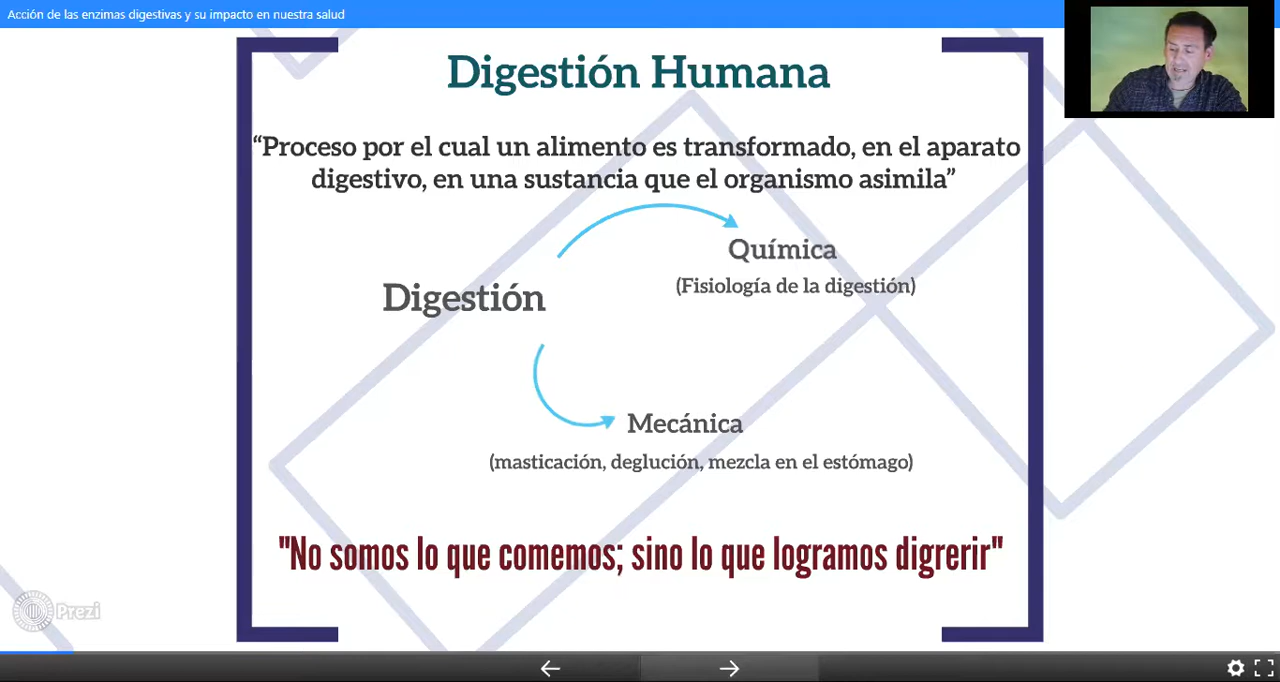 Acción de las enzimas digestivas y su impacto en nuestra salud
Digestión Humana
“Proceso por el cual un alimento es transformado, en el aparato
digestivo, en una sustancia que el organismo asimila”
Química
(Fisiología de la digestión)
Digestión
Mecánica
(masticación, deglución, mezcla en el estómago)
"No somos lo que comemos; sino lo que logramos digrerir"
Prezi